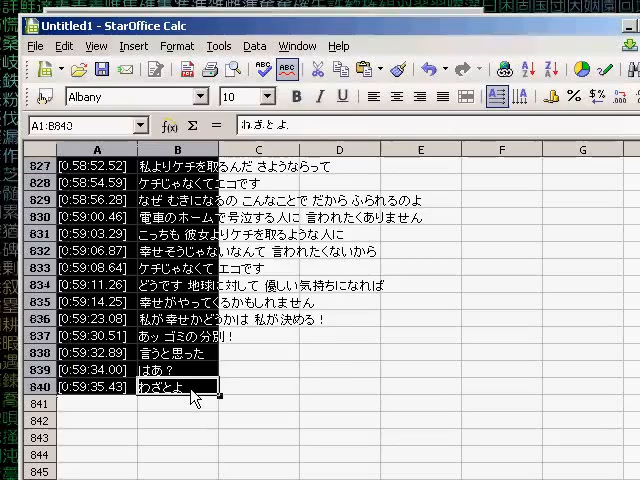 Untitled1 - StarOffice Calc
File Edit View Insert Format Tools Data Window Help
Albany 10 B I U
A1:B840 f(x) Σ = わざとよ
A B C D E F G
827 [0:58:52.52] 私よりケチを取るんだ さようならって
828 [0:58:54.59] ケチじゃなくて エコです
829 [0:58:56.28] なぜ むきになるの こんなことで だから ふられるのよ
830 [0:59:00.46] 電車のホームで号泣する人に 言われたくありません
831 [0:59:03.29] こっちも 彼女よりケチを取るような人に
832 [0:59:06.87] 幸せそうじゃないなんて 言われたくないから
833 [0:59:08.64] ケチじゃなくて エコです
834 [0:59:11.26] どうです 地球に対して 優しい気持ちになれば
835 [0:59:14.25] 幸せがやってくるかもしれません
836 [0:59:23.08] 私が幸せかどうかは 私が決める！
837 [0:59:30.51] あッ ゴミの分別！
838 [0:59:32.89] 言うと思った
839 [0:59:34.00] はあ？
840 [0:59:35.43] わざとよ
841
842
843
844
845